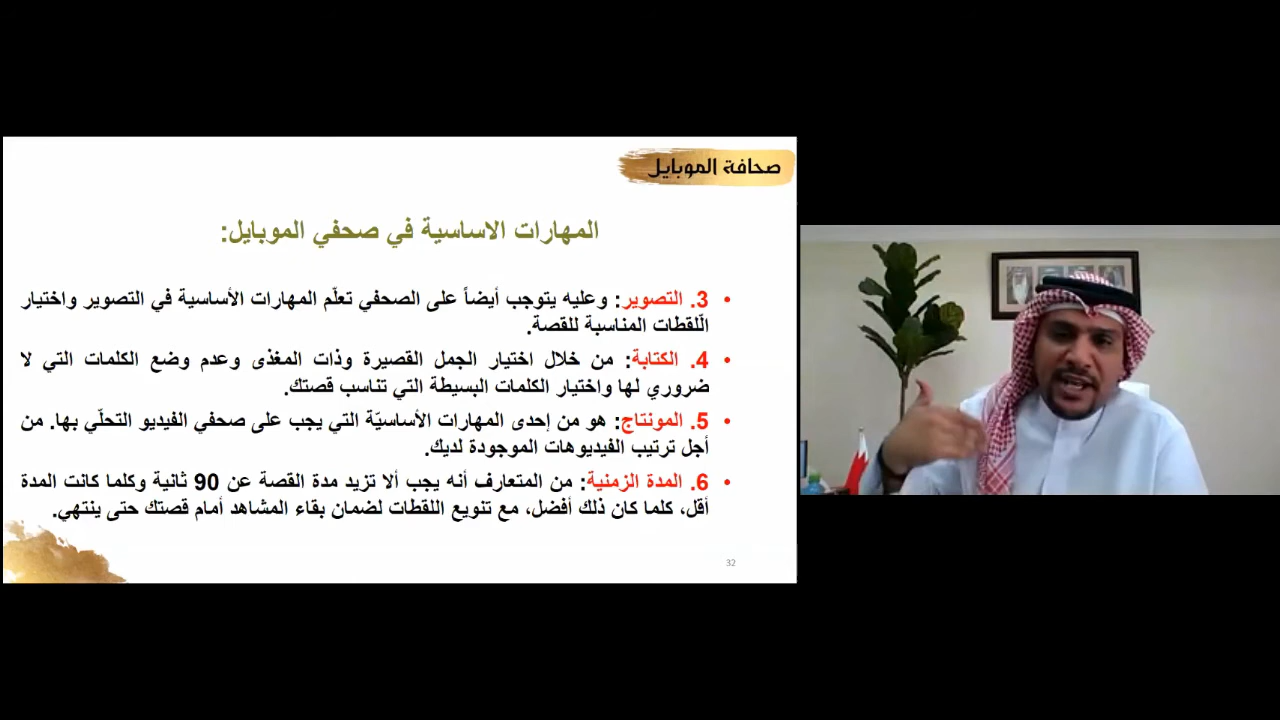 صحافة الموبايل
المهارات الاساسية في صحفي الموبايل:
• 3. التصوير: وعليه يتوجب أيضاً على الصحفي تعلّم المهارات الأساسية في التصوير واختيار
الّلقطات المناسبة للقصة.
• 4. الكتابة: من خلال اختيار الجمل القصيرة وذات المغذى وعدم وضع الكلمات التي لا
ضروري لها واختيار الكلمات البسيطة التي تناسب قصتك.
• 5. المونتاج: هو من إحدى المهارات الأساسيّة التي يجب على صحفي الفيديو التحلّي بها. من
أجل ترتيب الفيديوهات الموجودة لديك.
• 6. المدة الزمنية: من المتعارف أنه يجب ألا تزيد مدة القصة عن 90 ثانية وكلما كانت المدة
أقل، كلما كان ذلك أفضل، مع تنويع اللقطات لضمان بقاء المشاهد أمام قصتك حتى ينتهي.
32